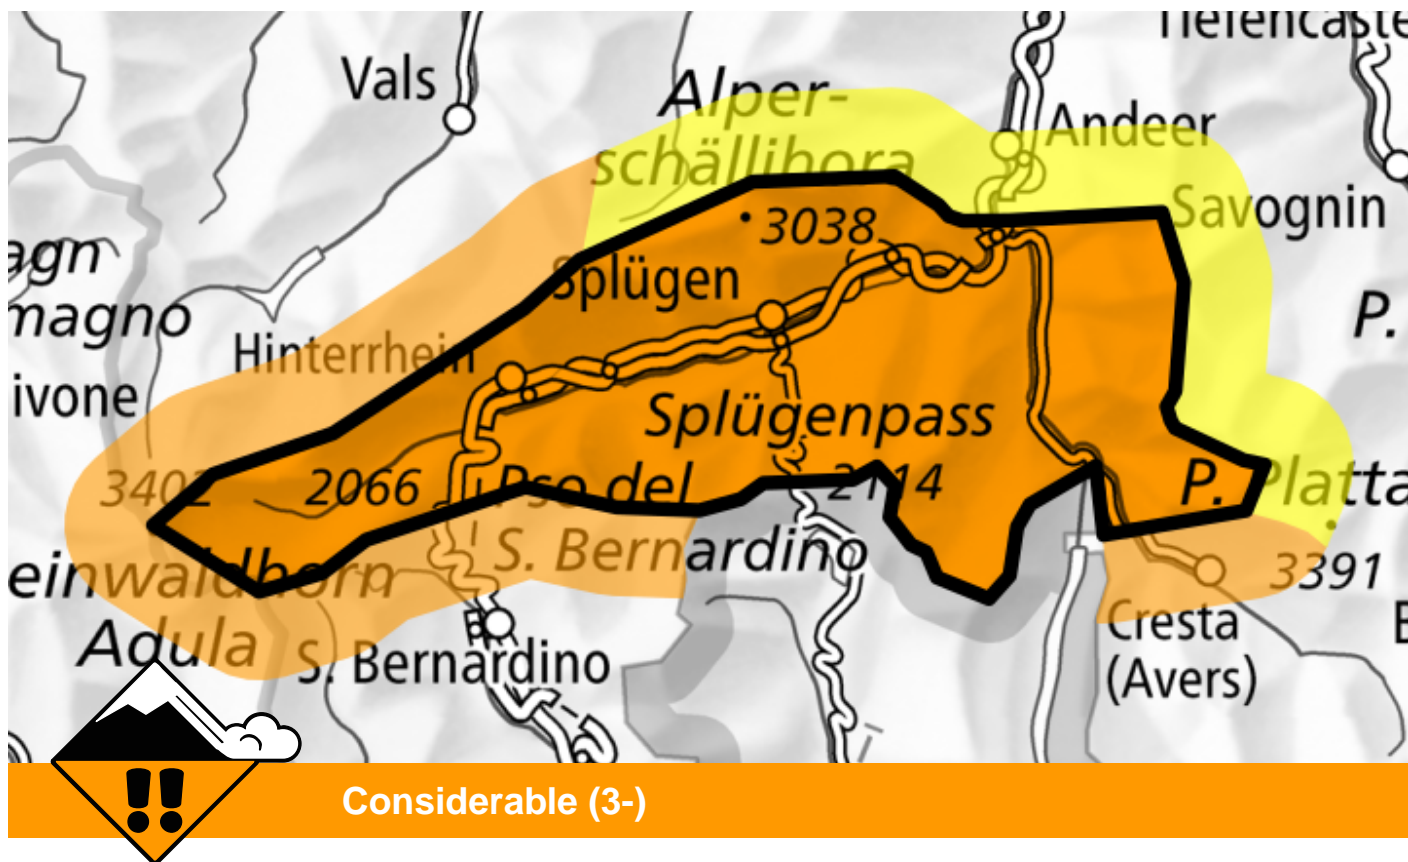 Tiefencaste
Vals
Alper-
schällihora
Andeer
Savognin
3038
agn
Splügen
magno
P.
Hinterrhein
ivone
Splügenpass
3402
2066
Pso del
2114
P. Platta
S. Bernardino
3391
einwaldhorn
Cresta
Adula
S. Bernardino
(Avers)
Considerable (3-)